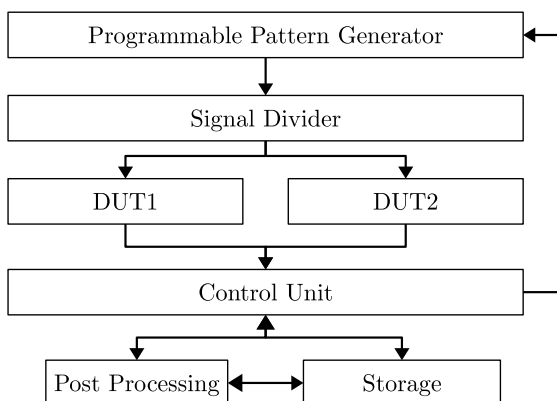 Programmable Pattern Generator
Signal Divider
DUT1
DUT2
Control Unit
Post Processing
Storage